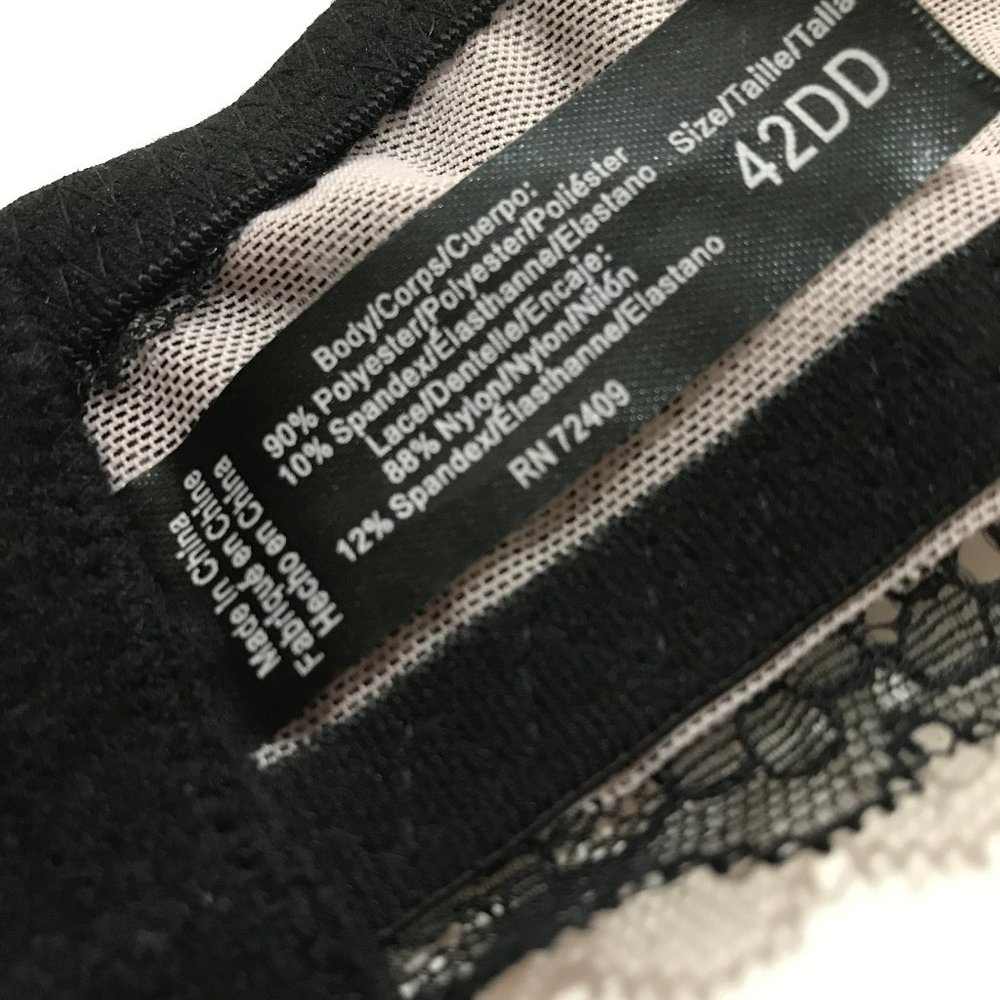 Size/Taille/Talla
42DD
Body/Corps/Cuerpo:
90% Polyester/Polyester/Poliéster
10% Spandex/Élasthanne/Elastano
Lace/Dentelle/Encaje:
88% Nylon/Nylon/Nilón
12% Spandex/Élasthanne/Elastano
RN 72409
Made In China
Fabriqué en Chine
Hecho en China